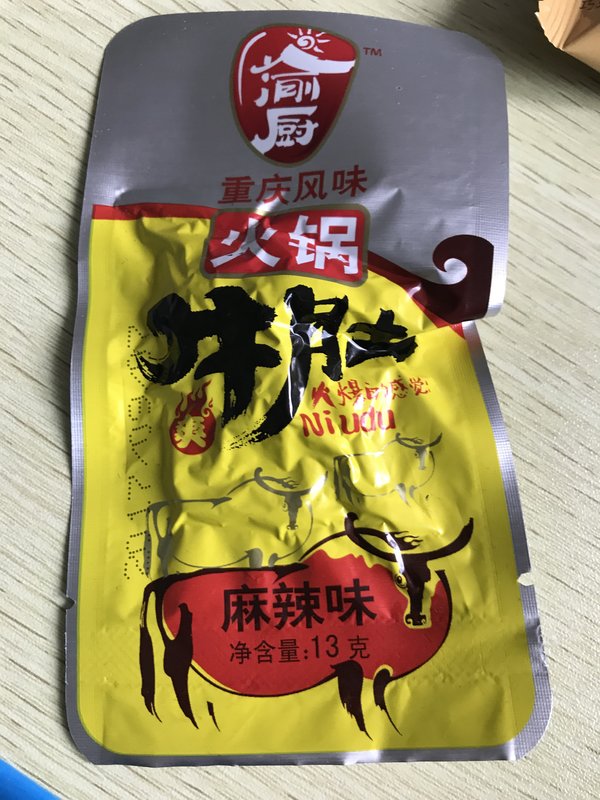 渝厨
TM
重庆风味
火锅
牛肚
爽
火爆的感觉
Niudu
麻辣味
净含量:13克